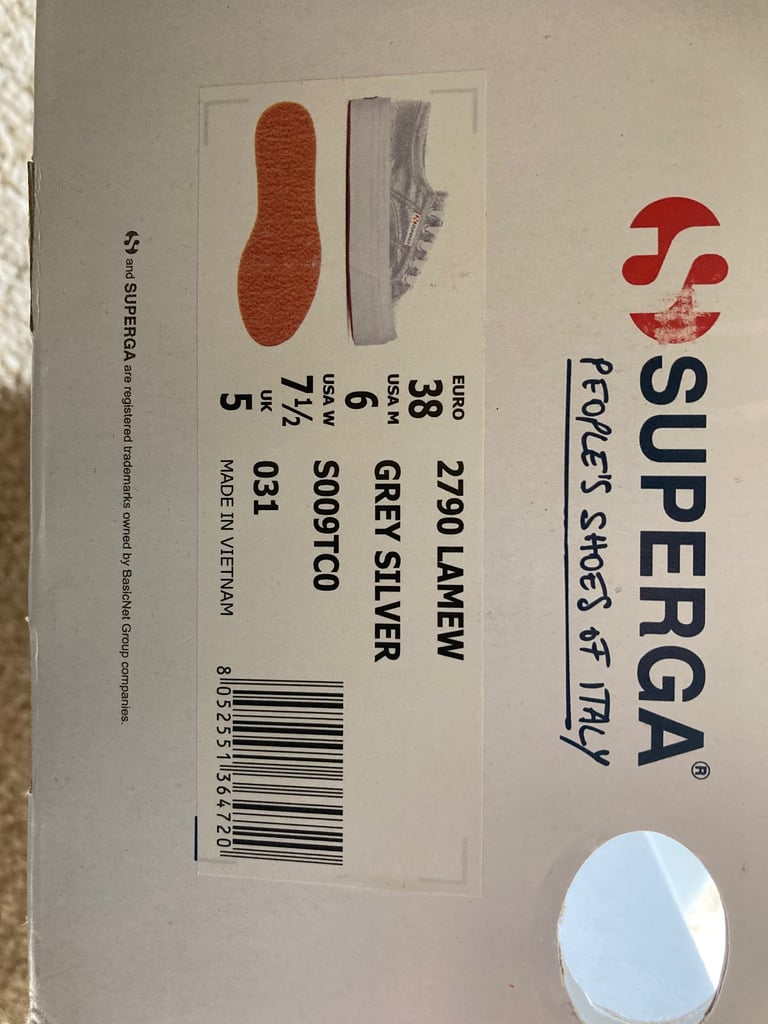 SUPERGA®
PEOPLE'S SHOES OF ITALY
EURO
38
USA M
6
USA W
7½
UK
5
2790 LAMEW
GREY SILVER
S009TC0
031
MADE IN VIETNAM
8 052551 364720
and SUPERGA are registered trademarks owned by BasicNet Group companies.